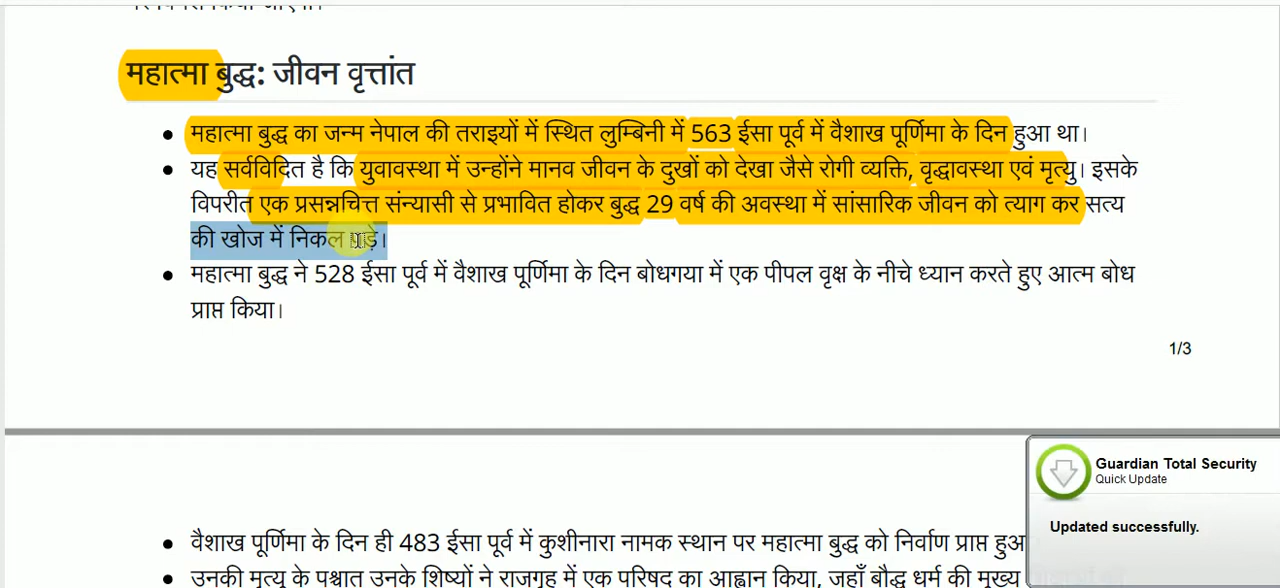 महात्मा बुद्ध: जीवन वृत्तांत
महात्मा बुद्ध का जन्म नेपाल की तराइयों में स्थित लुम्बिनी में 563 ईसा पूर्व में वैशाख पूर्णिमा के दिन हुआ था।
यह सर्वविदित है कि युवावस्था में उन्होंने मानव जीवन के दुखों को देखा जैसे रोगी व्यक्ति, वृद्धावस्था एवं मृत्यु। इसके
विपरीत एक प्रसन्नचित्त संन्यासी से प्रभावित होकर बुद्ध 29 वर्ष की अवस्था में सांसारिक जीवन को त्याग कर सत्य
की खोज में निकल पड़े।
महात्मा बुद्ध ने 528 ईसा पूर्व में वैशाख पूर्णिमा के दिन बोधगया में एक पीपल वृक्ष के नीचे ध्यान करते हुए आत्म बोध
प्राप्त किया।
1/3
Guardian Total Security
Quick Update
Updated successfully.
वैशाख पूर्णिमा के दिन ही 483 ईसा पूर्व में कुशीनारा नामक स्थान पर महात्मा बुद्ध को निर्वाण प्राप्त हुआ
उनकी मृत्यु के पश्चात उनके शिष्यों ने राजगृह में एक परिषद का आह्वान किया, जहाँ बौद्ध धर्म की मुख्य